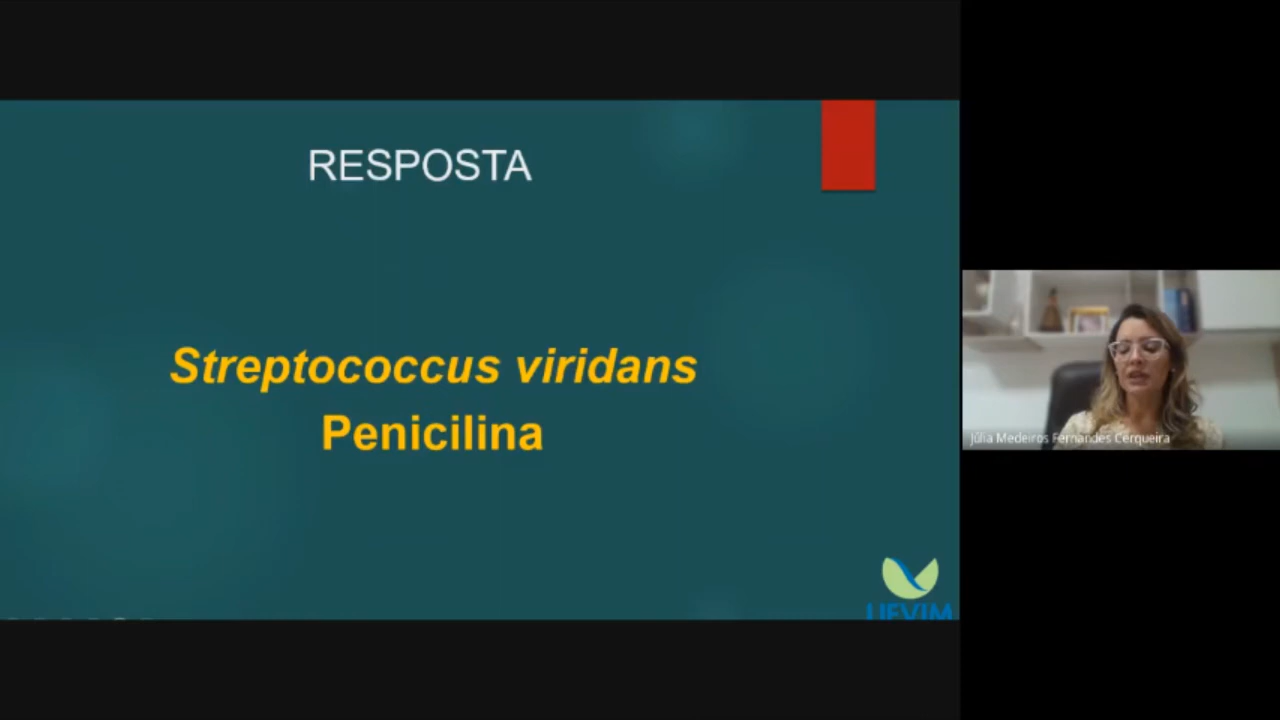 RESPOSTA
Streptococcus viridans
Penicilina
Júlia Medeiros Fernandes Cerqueira